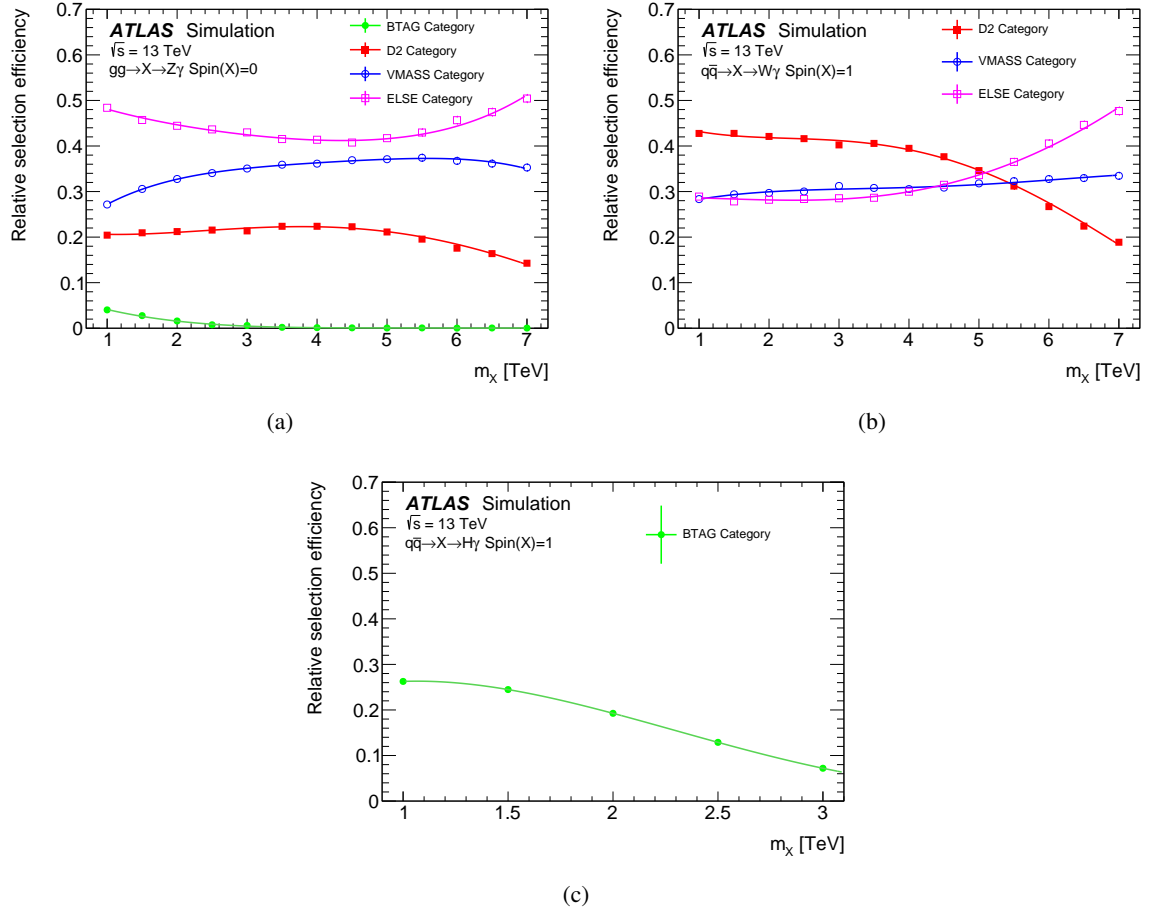 Relative selection efficiency
0.7
0.6
0.5
0.4
0.3
0.2
0.1
0
ATLAS Simulation
√s = 13 TeV
gg→X→Zγ Spin(X)=0
BTAG Category
D2 Category
VMASS Category
ELSE Category
1 2 3 4 5 6 7
m_X [TeV]
(a)
Relative selection efficiency
0.7
0.6
0.5
0.4
0.3
0.2
0.1
0
ATLAS Simulation
√s = 13 TeV
qq̄→X→Wγ Spin(X)=1
D2 Category
VMASS Category
ELSE Category
1 2 3 4 5 6 7
m_X [TeV]
(b)
Relative selection efficiency
0.7
0.6
0.5
0.4
0.3
0.2
0.1
0
ATLAS Simulation
√s = 13 TeV
qq̄→X→Hγ Spin(X)=1
BTAG Category
1 1.5 2 2.5 3
m_X [TeV]
(c)